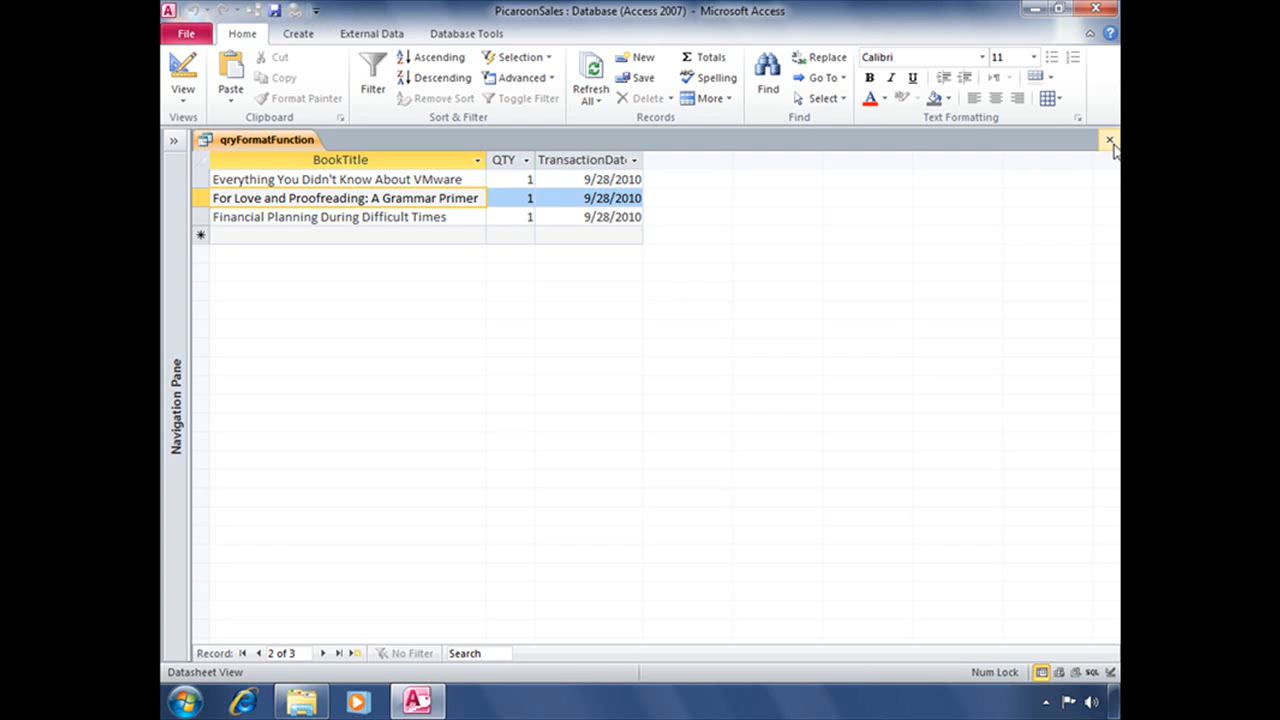 PicaroonSales : Database (Access 2007) - Microsoft Access
File Home Create External Data Database Tools
View
Views
Paste
Cut
Copy
Format Painter
Clipboard
Filter
Ascending
Descending
Remove Sort
Selection
Advanced
Toggle Filter
Sort & Filter
Refresh
All
New
Save
Delete
Totals
Spelling
More
Records
Find
Replace
Go To
Select
Find
Calibri 11
B I U
A
Text Formatting
qryFormatFunction
BookTitle QTY TransactionDat
Everything You Didn't Know About VMware 1 9/28/2010
For Love and Proofreading: A Grammar Primer 1 9/28/2010
Financial Planning During Difficult Times 1 9/28/2010
Navigation Pane
Record: 2 of 3 No Filter Search
Datasheet View Num Lock SQL